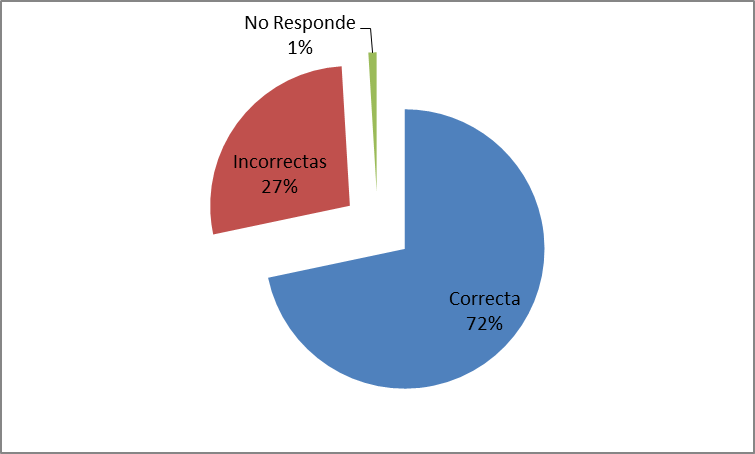 No Responde
1%
Incorrectas
27%
Correcta
72%